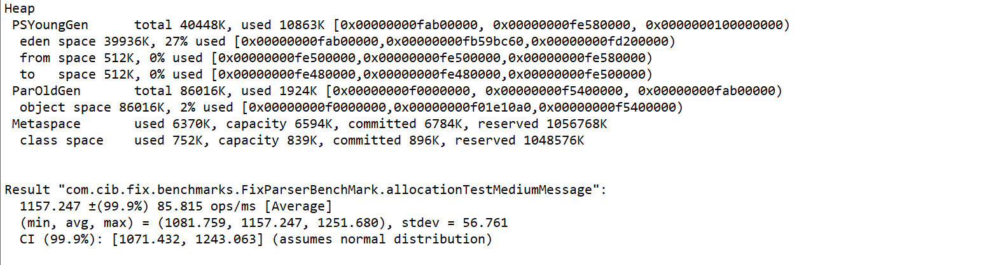 Heap
PSYoungGen      total 40448K, used 10863K [0x00000000fab00000, 0x00000000fe580000, 0x0000000100000000)
eden space 39936K, 27% used [0x00000000fab00000,0x00000000fb59bc60,0x00000000fd200000)
from space 512K, 0% used [0x00000000fe500000,0x00000000fe500000,0x00000000fe580000)
to   space 512K, 0% used [0x00000000fe480000,0x00000000fe480000,0x00000000fe500000)
ParOldGen       total 86016K, used 1924K [0x00000000f0000000, 0x00000000f5400000, 0x00000000fab00000)
object space 86016K, 2% used [0x00000000f0000000,0x00000000f01e10a0,0x00000000f5400000)
Metaspace       used 6370K, capacity 6594K, committed 6784K, reserved 1056768K
class space    used 752K, capacity 839K, committed 896K, reserved 1048576K
Result "com.cib.fix.benchmarks.FixParserBenchMark.allocationTestMediumMessage":
1157.247 ±(99.9%) 85.815 ops/ms [Average]
(min, avg, max) = (1081.759, 1157.247, 1251.680), stdev = 56.761
CI (99.9%): [1071.432, 1243.063] (assumes normal distribution)